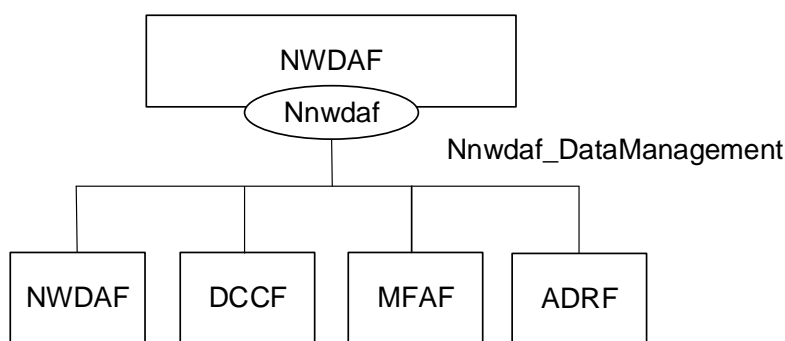 NWDAF
Nnwdaf
Nnwdaf_DataManagement
NWDAF DCCF MFAF ADRF